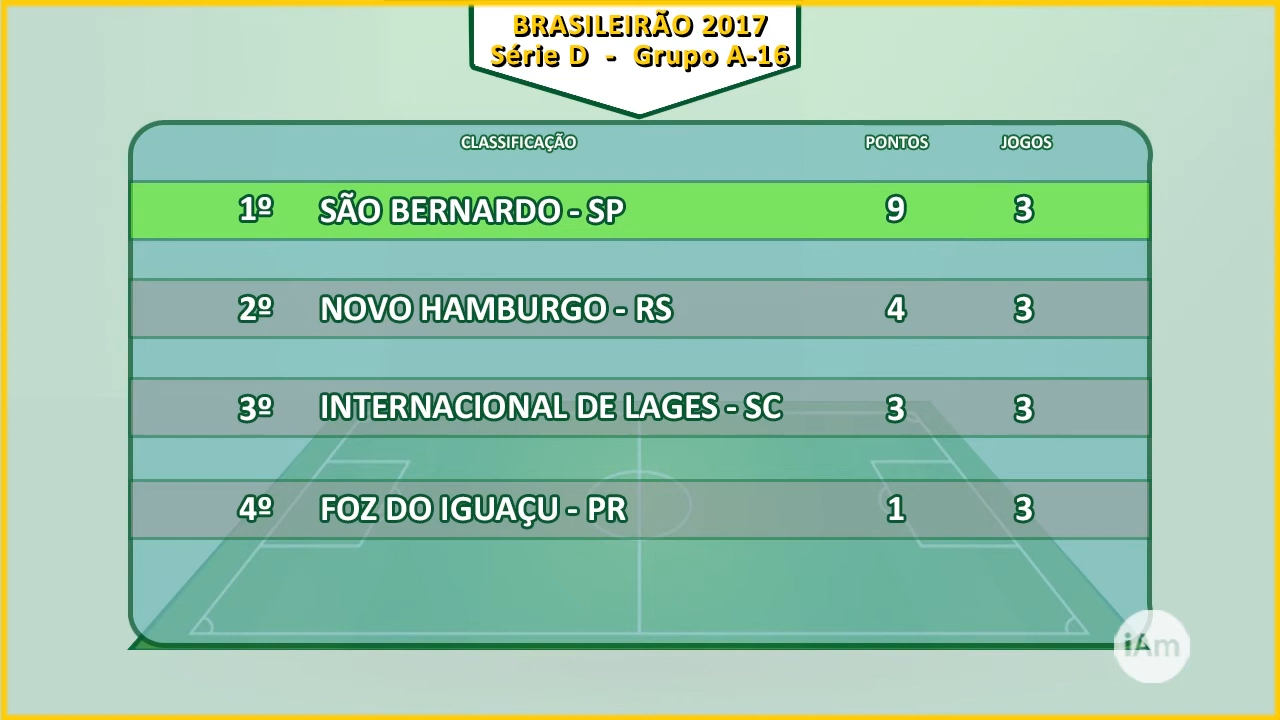 BRASILEIRÃO 2017
Série D - Grupo A-16
CLASSIFICAÇÃO PONTOS JOGOS
1º SÃO BERNARDO - SP 9 3
2º NOVO HAMBURGO - RS 4 3
3º INTERNACIONAL DE LAGES - SC 3 3
4º FOZ DO IGUAÇU - PR 1 3
iAm